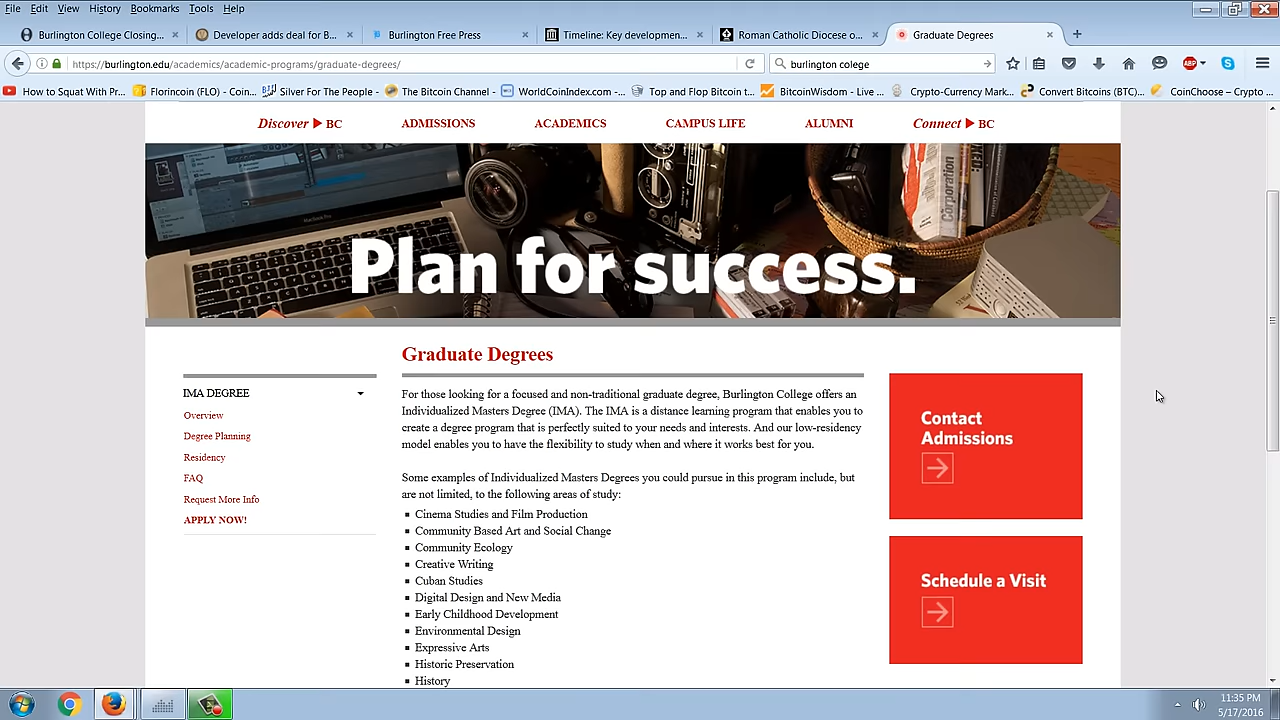 File Edit View History Bookmarks Tools Help
Burlington College Closing... Developer adds deal for B... Burlington Free Press Timeline: Key developmen... Roman Catholic Diocese o... Graduate Degrees
https://burlington.edu/academics/academic-programs/graduate-degrees/ burlington colege
How to Squat With Pr... Florincoin (FLO) - Coin... Silver For The People - ... The Bitcoin Channel - ... WorldCoinIndex.com -... Top and Flop Bitcoin t... BitcoinWisdom - Live ... Crypto-Currency Mark... Convert Bitcoins (BTC)... CoinChoose – Crypto ...
Discover BC ADMISSIONS ACADEMICS CAMPUS LIFE ALUMNI Connect BC
MacBook Pro
Corporation
Plan for success.
Graduate Degrees
IMA DEGREE
Overview
Degree Planning
Residency
FAQ
Request More Info
APPLY NOW!
For those looking for a focused and non-traditional graduate degree, Burlington College offers an
Individualized Masters Degree (IMA). The IMA is a distance learning program that enables you to
create a degree program that is perfectly suited to your needs and interests. And our low-residency
model enables you to have the flexibility to study when and where it works best for you.
Some examples of Individualized Masters Degrees you could pursue in this program include, but
are not limited, to the following areas of study:
Cinema Studies and Film Production
Community Based Art and Social Change
Community Ecology
Creative Writing
Cuban Studies
Digital Design and New Media
Early Childhood Development
Environmental Design
Expressive Arts
Historic Preservation
History
Contact
Admissions
Schedule a Visit
11:35 PM
5/17/2016